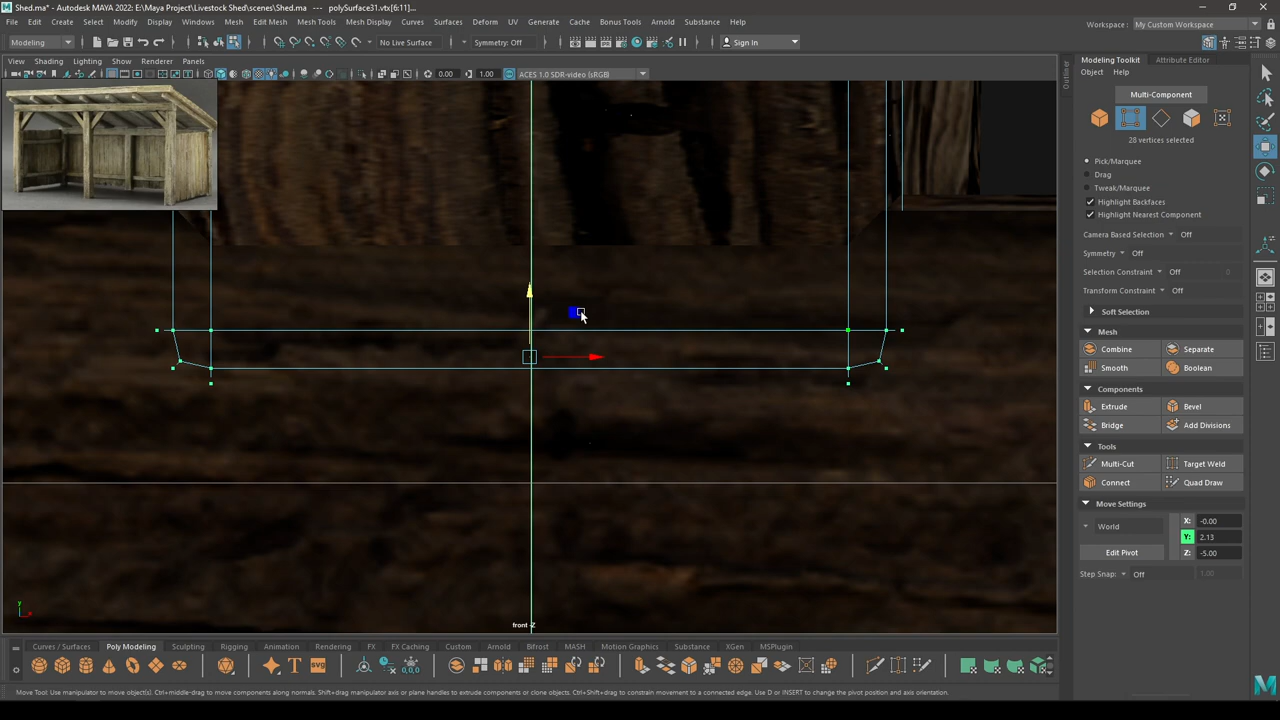 Shed.ma* - Autodesk MAYA 2022: E:\Maya Project\Livestock Shed\scenes\Shed.ma --- polySurface31.vtx[6:11]...
File Edit Create Select Modify Display Windows Mesh Edit Mesh Mesh Tools Mesh Display Curves Surfaces Deform UV Generate Cache Bonus Tools Arnold Substance Help
Workspace : My Custom Workspace
Modeling No Live Surface Symmetry: Off Sign In
View Shading Lighting Show Renderer Panels
0.00 1.00 ACES 1.0 SDR-video (sRGB)
Outliner
Modeling Toolkit Attribute Editor
Object Help
Multi-Component
28 vertices selected
Pick/Marquee
Drag
Tweak/Marquee
Highlight Backfaces
Highlight Nearest Component
Camera Based Selection Off
Symmetry Off
Selection Constraint Off 0
Transform Constraint Off
Soft Selection
Mesh
Combine Separate
Smooth Boolean
Components
Extrude Bevel
Bridge Add Divisions
Tools
Multi-Cut Target Weld
Connect Quad Draw
Move Settings
World
X: -0.00
Y: 2.13
Edit Pivot
Z: -5.00
Step Snap: Off 1.00
y x
front -Z
Curves / Surfaces Poly Modeling Sculpting Rigging Animation Rendering FX FX Caching Arnold Bifrost MASH Motion Graphics Substance XGen MSPlugin
T SVG 0,0,0
Move Tool: Use manipulator to move object(s). Ctrl+middle-drag to move components along normals. Shift+drag manipulator axis or plane handles to extrude components or clone objects. Ctrl+Shift+drag to constrain movement to a connected edge. Use D or INSERT to change the pivot position and axis orientation.